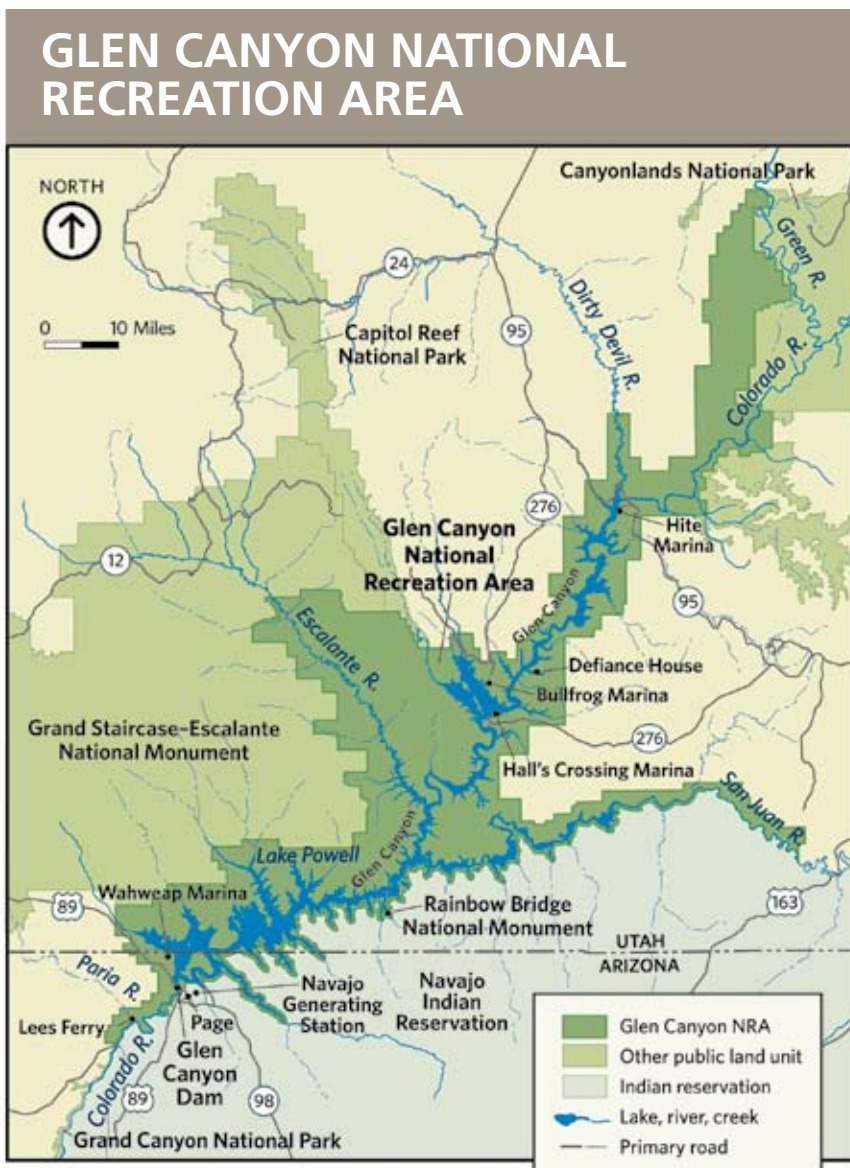 GLEN CANYON NATIONAL
RECREATION AREA
NORTH
0 10 Miles
Canyonlands National Park
Green R.
24
Dirty Devil R.
95
Capitol Reef
National Park
Colorado R.
276
Glen Canyon
National
Recreation Area
Hite
Marina
12
Glen Canyon
95
Escalante R.
Defiance House
Bullfrog Marina
Grand Staircase–Escalante
National Monument
276
Hall's Crossing Marina
San Juan R.
Glen Canyon
Lake Powell
Wahweap Marina
89
Rainbow Bridge
National Monument
163
UTAH
ARIZONA
Paria R.
Navajo
Generating
Station
Navajo
Indian
Reservation
Lees Ferry
Page
Glen
Canyon
Dam
Colorado R.
89
98
Grand Canyon National Park
Glen Canyon NRA
Other public land unit
Indian reservation
Lake, river, creek
Primary road